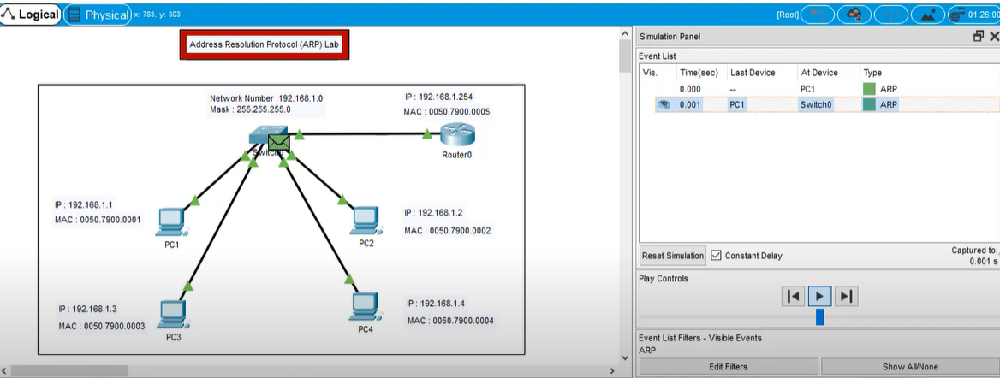 Logical
Physical
x: 783, y: 303
[Root]
01:26:00
Address Resolution Protocol (ARP) Lab
Network Number :192.168.1.0
Mask : 255.255.255.0
IP : 192.168.1.254
MAC : 0050.7900.0005
Switch0
Router0
IP : 192.168.1.1
MAC : 0050.7900.0001
PC1
IP : 192.168.1.2
MAC : 0050.7900.0002
PC2
IP : 192.168.1.3
MAC : 0050.7900.0003
PC3
IP : 192.168.1.4
MAC : 0050.7900.0004
PC4
Simulation Panel
Event List
Vis. Time(sec) Last Device At Device Type
0.000 -- PC1 ARP
0.001 PC1 Switch0 ARP
Reset Simulation
Constant Delay
Captured to:
0.001 s
Play Controls
Event List Filters - Visible Events
ARP
Edit Filters
Show All/None